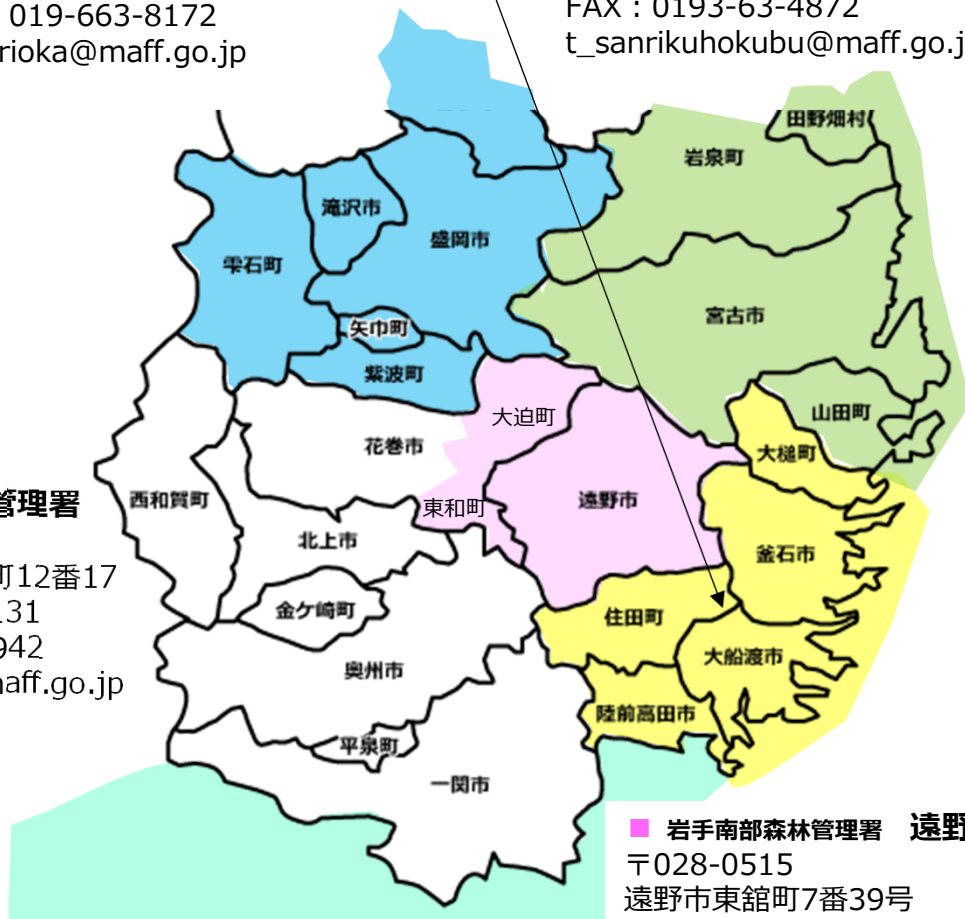 019-663-8172
rioka@maff.go.jp
FAX：0193-63-4872
t_sanrikuhokubu@maff.go.j
田野畑村
岩泉町
滝沢市
盛岡市
雫石町
宮古市
矢巾町
紫波町
山田町
大迫町
花巻市
大槌町
西和賀町
管理署
東和町
遠野市
北上市
釜石市
町12番17
金ケ崎町
131
住田町
942
大船渡市
奥州市
naff.go.jp
陸前高田市
平泉町
一関市
■ 岩手南部森林管理署 遠野
〒028-0515
遠野市東舘町7番39号